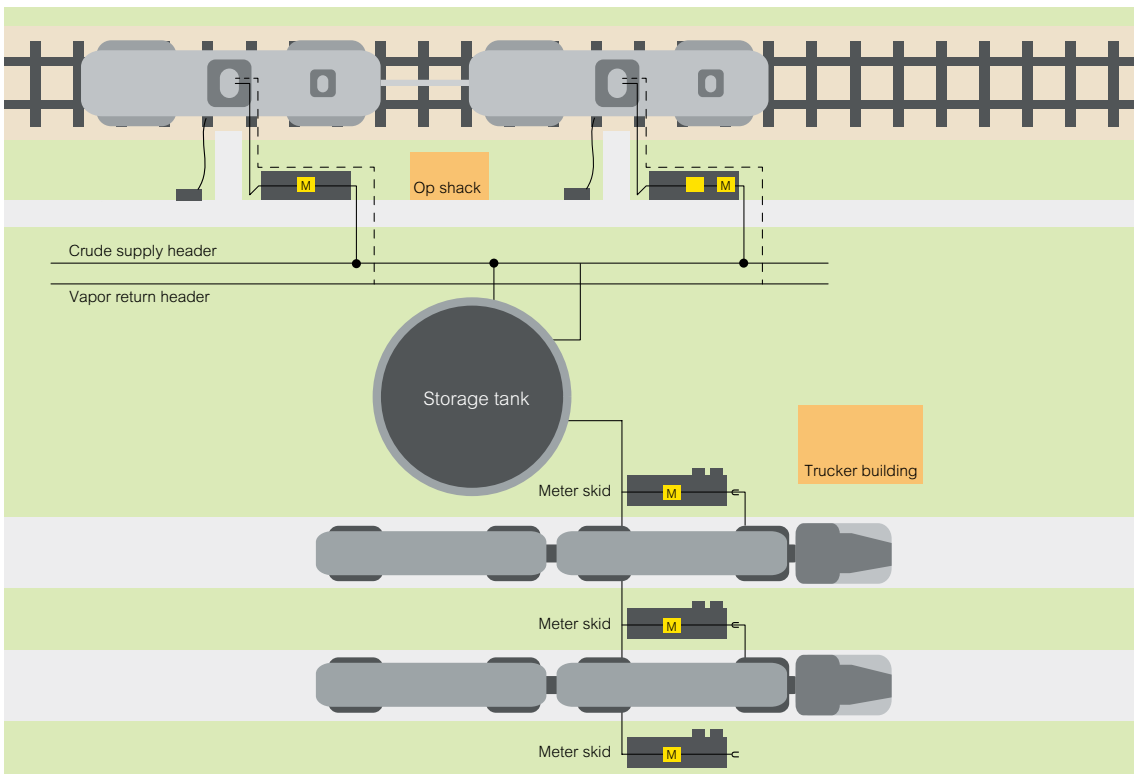 M
Op shack
M
Crude supply header
Vapor return header
Storage tank
Trucker building
Meter skid
M
Meter skid
M
Meter skid
M